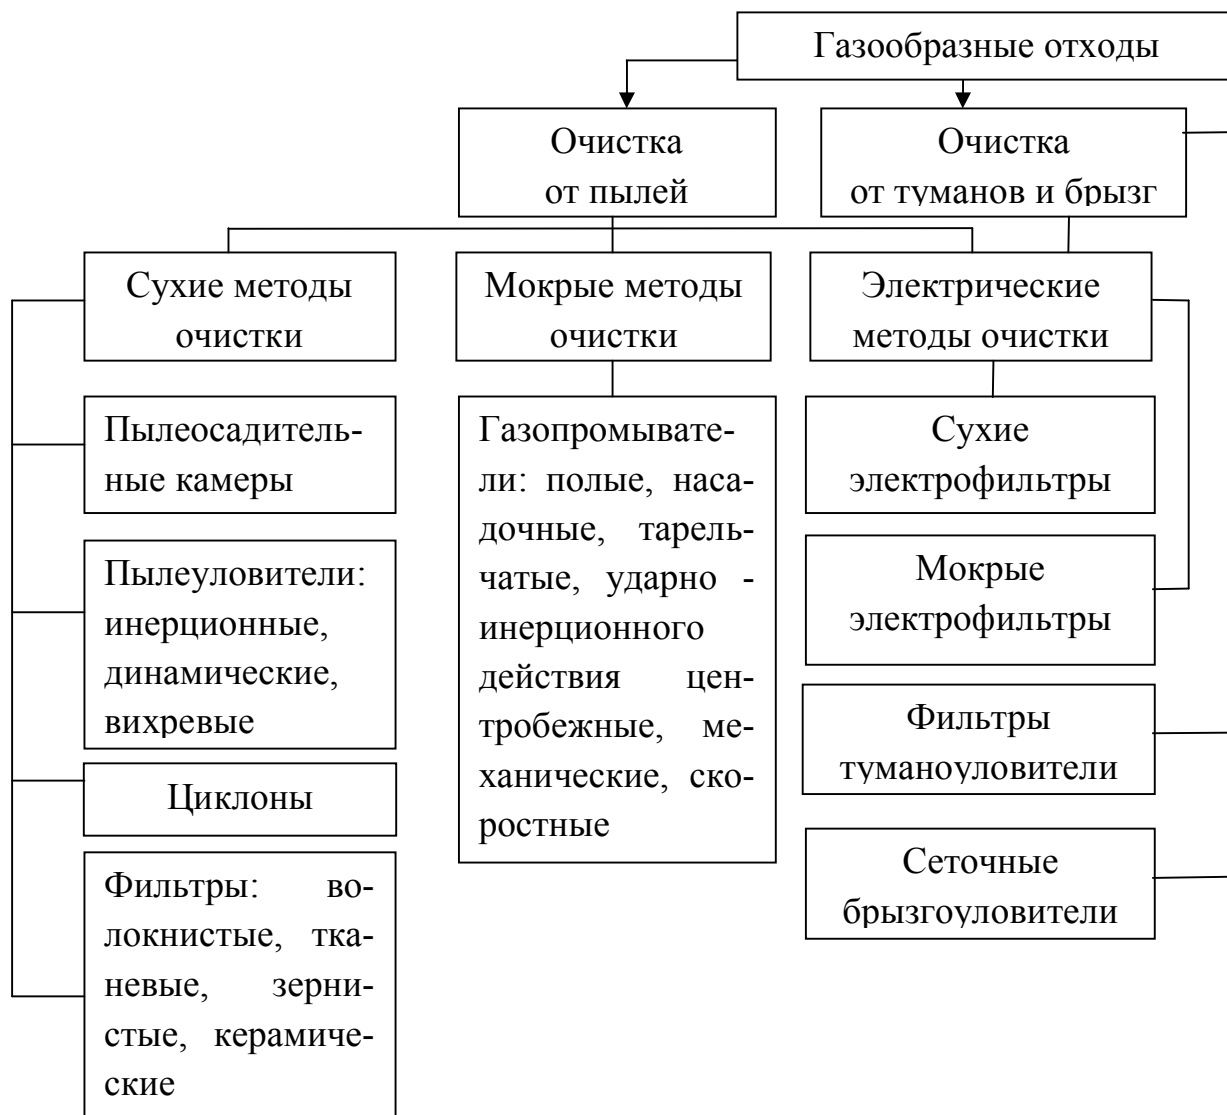 Газообразные отходы
Очистка
от пылей
Очистка
от туманов и брызг
Сухие методы
очистки
Мокрые методы
очистки
Электрические
методы очистки
Пылеосадитель-
ные камеры
Пылеуловители:
инерционные,
динамические,
вихревые
Циклоны
Фильтры: во-
локнистые, тка-
невые, зерни-
стые, керамиче-
ские
Газопромывате-
ли: полые, наса-
дочные, тарель-
чатые, ударно -
инерционного
действия цен-
тробежные, ме-
ханические, ско-
ростные
Сухие
электрофильтры
Мокрые
электрофильтры
Фильтры
туманоуловители
Сеточные
брызгоуловители